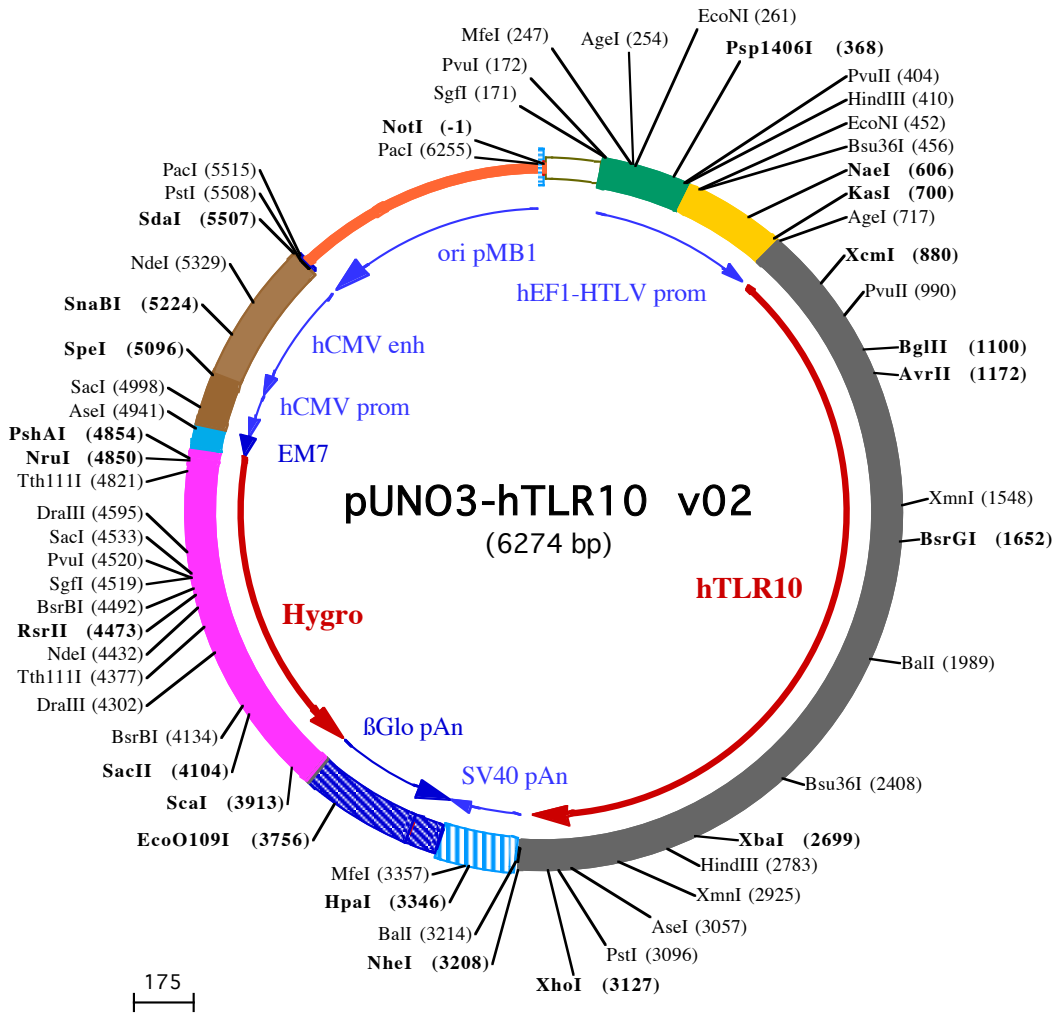 EcoNI (261)
MfeI (247)
AgeI (254)
Psp1406I (368)
PvuI (172)
PvuII (404)
SgfI (171)
HindIII (410)
NotI (-1)
EcoNI (452)
PacI (6255)
Bsu36I (456)
NaeI (606)
KasI (700)
AgeI (717)
XcmI (880)
PvuII (990)
BglII (1100)
AvrII (1172)
XmnI (1548)
BsrGI (1652)
BalI (1989)
Bsu36I (2408)
XbaI (2699)
HindIII (2783)
XmnI (2925)
AseI (3057)
PstI (3096)
XhoI (3127)
NheI (3208)
BalI (3214)
HpaI (3346)
MfeI (3357)
EcoO109I (3756)
ScaI (3913)
SacII (4104)
BsrBI (4134)
DraIII (4302)
Tth111I (4377)
NdeI (4432)
RsrII (4473)
BsrBI (4492)
SgfI (4519)
PvuI (4520)
SacI (4533)
DraIII (4595)
Tth111I (4821)
NruI (4850)
PshAI (4854)
AseI (4941)
SacI (4998)
SpeI (5096)
SnaBI (5224)
NdeI (5329)
SdaI (5507)
PstI (5508)
PacI (5515)
ori pMB1
hEF1-HTLV prom
hCMV enh
hCMV prom
EM7
pUNO3-hTLR10 v02
(6274 bp)
hTLR10
Hygro
ßGlo pAn
SV40 pAn
175